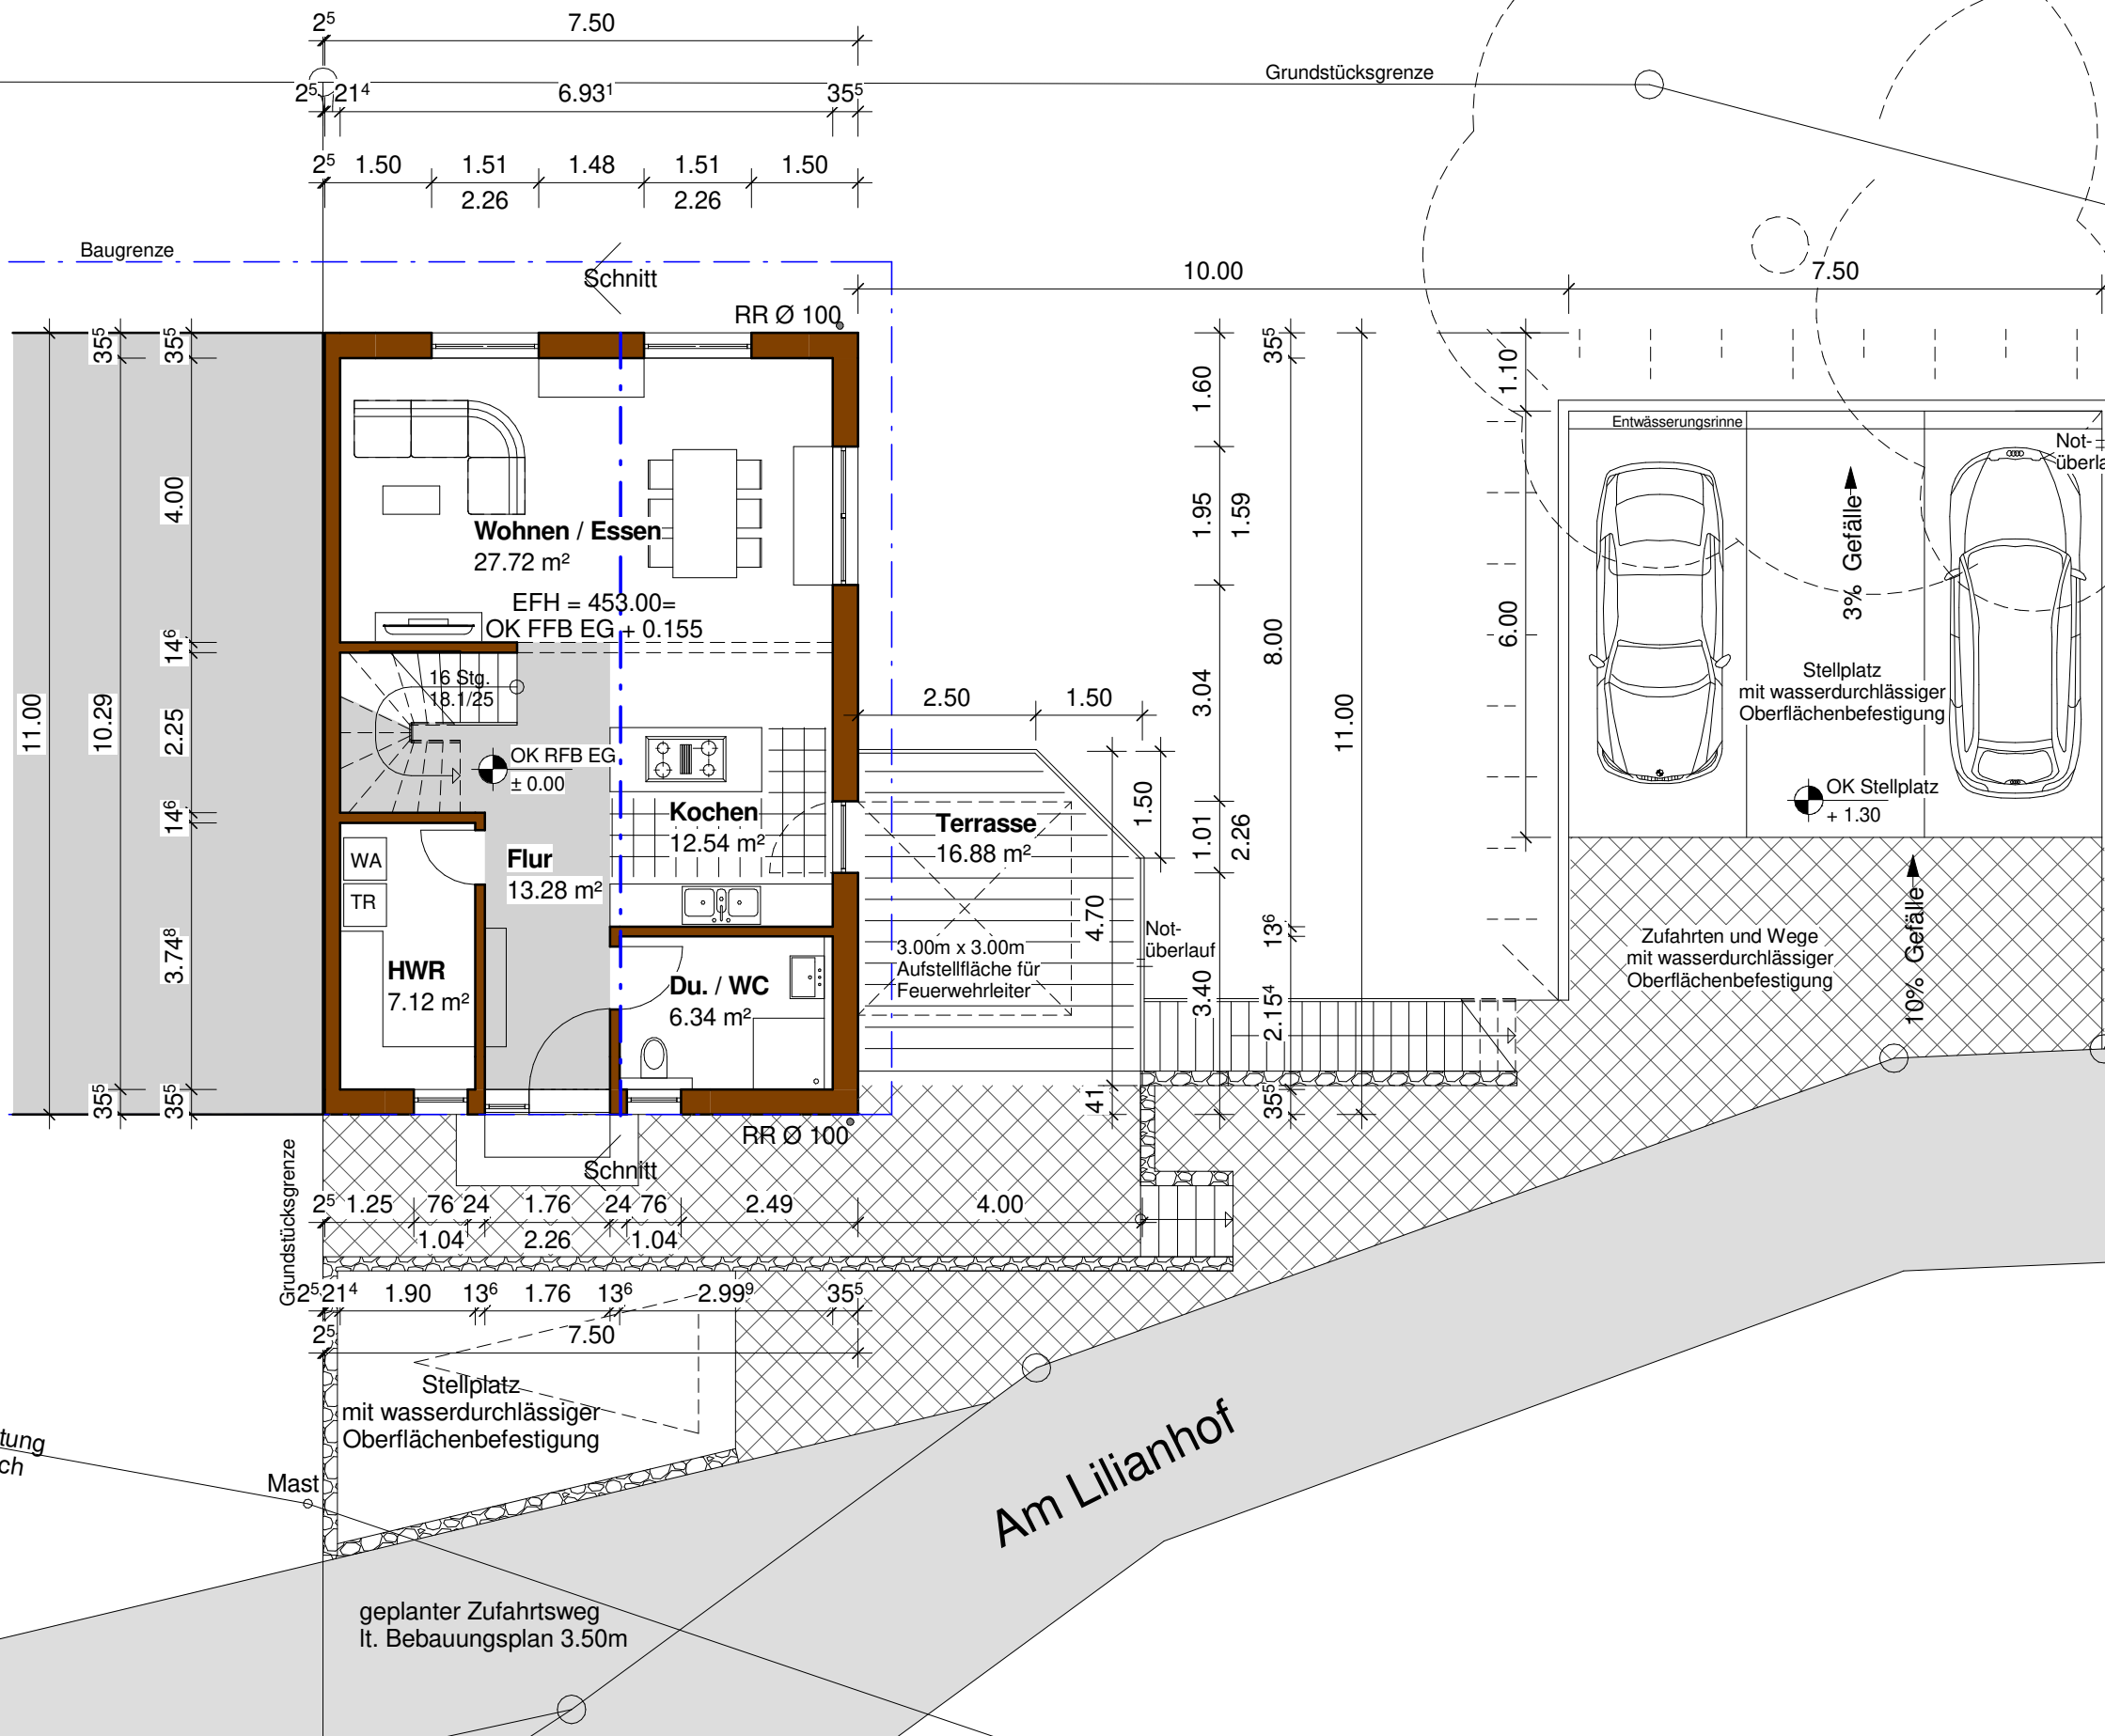 2⁵ 7.50
2⁵ 21⁴ 6.93¹ 35⁵
Grundstücksgrenze
2⁵ 1.50 1.51 1.48 1.51 1.50
2.26 2.26
Baugrenze
Schnitt
10.00 7.50
RR Ø 100
11.00
35⁵ 10.29 35⁵
35⁵ 4.00 14⁶ 2.25 14⁶ 3.74⁸ 35⁵
Wohnen / Essen
27.72 m²
EFH = 453.00=
OK FFB EG + 0.155
16 Stg.
18.1/25
OK RFB EG
± 0.00
Kochen
12.54 m²
Flur
13.28 m²
WA
TR
HWR
7.12 m²
Du. / WC
6.34 m²
2.50 1.50
Terrasse
16.88 m²
3.00m x 3.00m
Aufstellfläche für
Feuerwehrleiter
1.50
4.70
41
Not-
überlauf
1.60 1.95 3.04 1.01 3.40
1.59 2.26
35⁵ 8.00 13⁶ 2.15⁴ 35⁵
11.00
1.10
6.00
Entwässerungsrinne
Not-
3% Gefälle
Stellplatz
mit wasserdurchlässiger
Oberflächenbefestigung
OK Stellplatz
+ 1.30
10% Gefälle
Zufahrten und Wege
mit wasserdurchlässiger
Oberflächenbefestigung
RR Ø 100
Schnitt
Grundstücksgrenze
2⁵ 1.25 76 24 1.76 24 76 2.49 4.00
1.04 2.26 1.04
2⁵ 21⁴ 1.90 13⁶ 1.76 13⁶ 2.99⁹ 35⁵
2⁵ 7.50
Stellplatz
mit wasserdurchlässiger
Oberflächenbefestigung
Mast
Am Lilianhof
geplanter Zufahrtsweg
lt. Bebauungsplan 3.50m